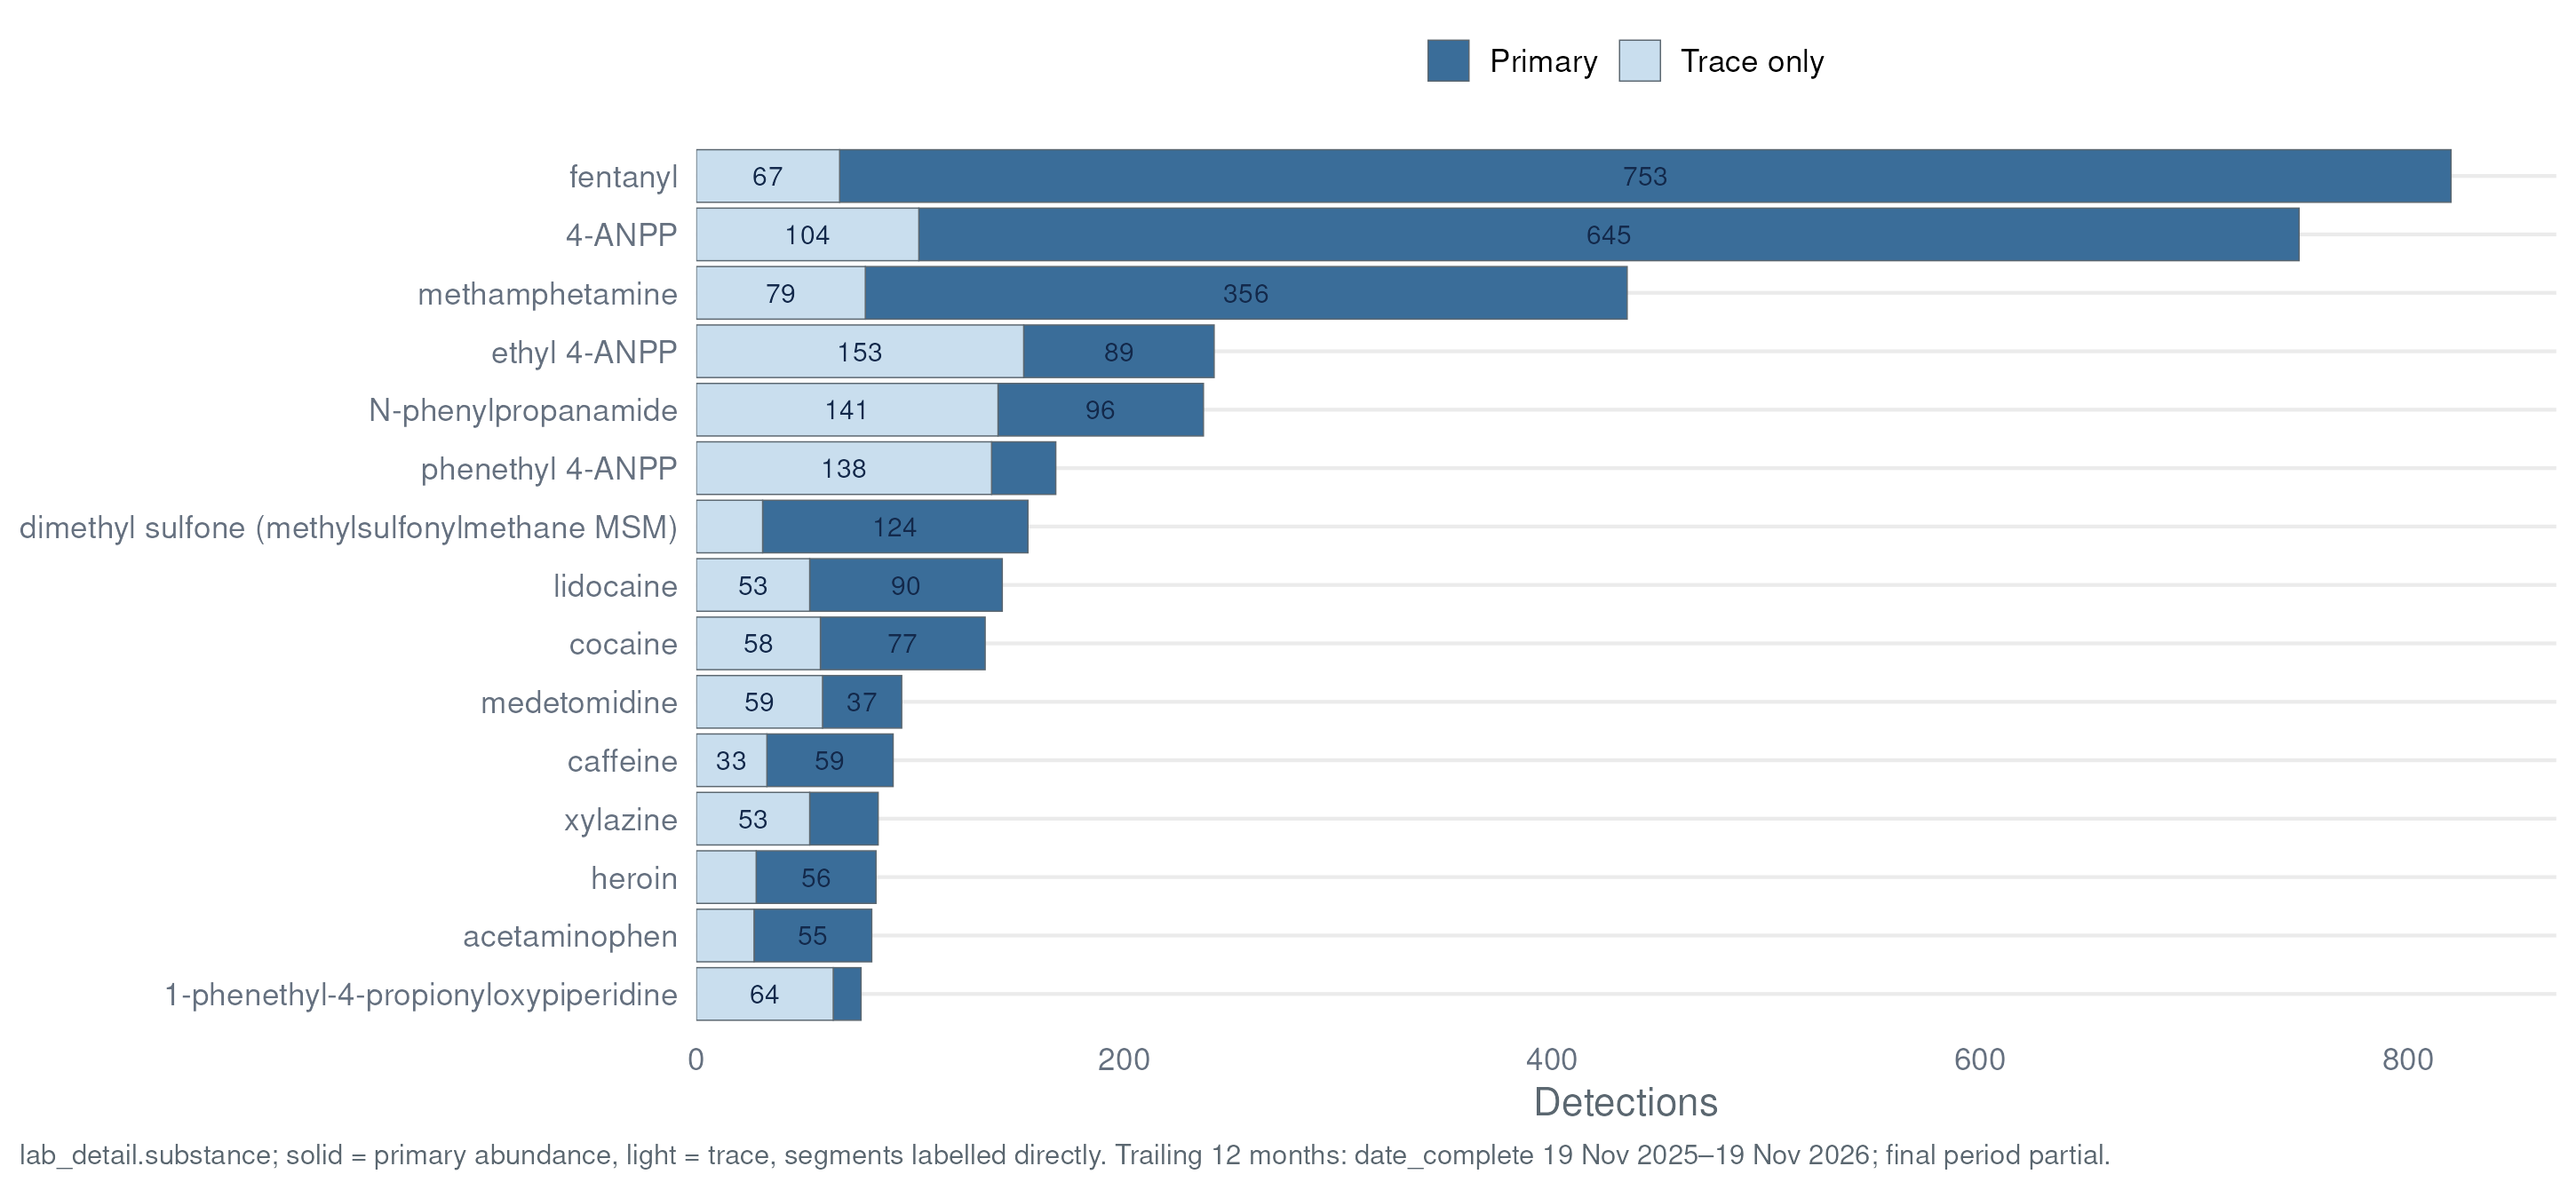 Primary Trace only
fentanyl 67 753
4-ANPP 104 645
methamphetamine 79 356
ethyl 4-ANPP 153 89
N-phenylpropanamide 141 96
phenethyl 4-ANPP 138
dimethyl sulfone (methylsulfonylmethane MSM) 124
lidocaine 53 90
cocaine 58 77
medetomidine 59 37
caffeine 33 59
xylazine 53
heroin 56
acetaminophen 55
1-phenethyl-4-propionyloxypiperidine 64
0 200 400 600 800
Detections
lab_detail.substance; solid = primary abundance, light = trace, segments labelled directly. Trailing 12 months: date_complete 19 Nov 2025–19 Nov 2026; final period partial.